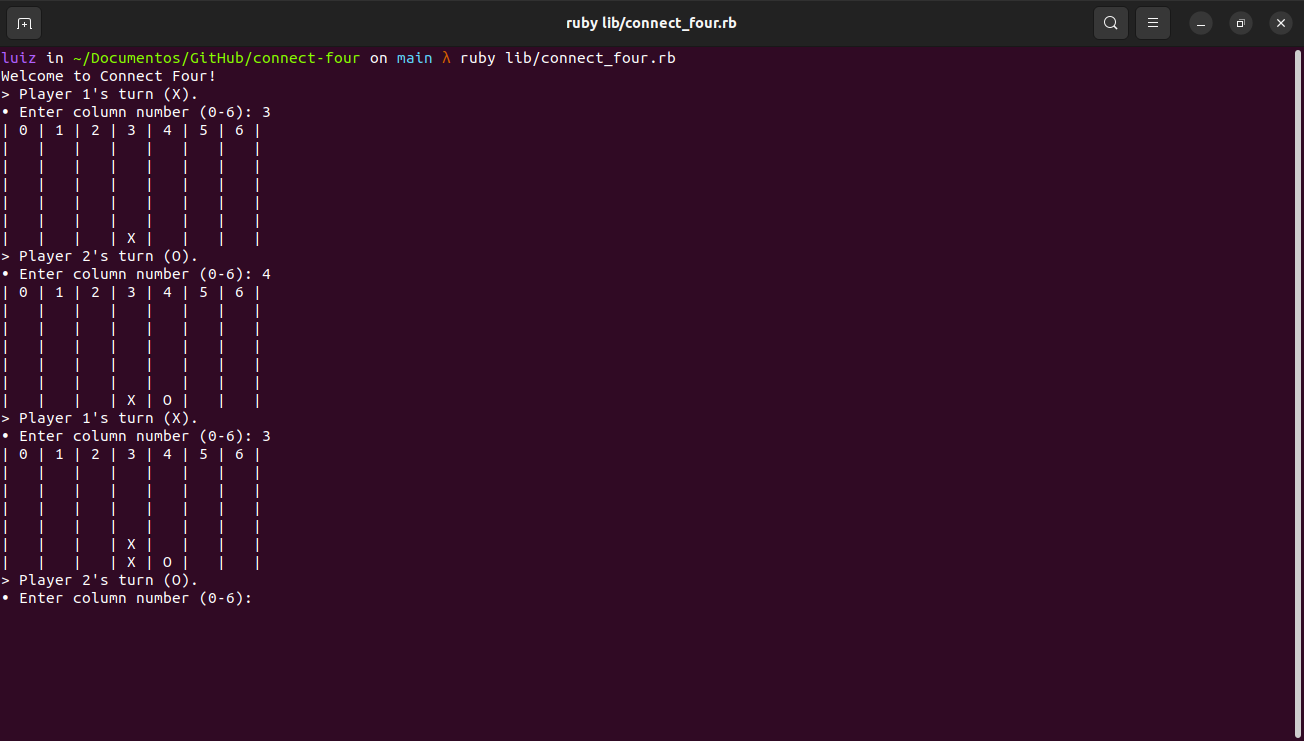 ruby lib/connect_four.rb
luiz in ~/Documentos/GitHub/connect-four on main λ ruby lib/connect_four.rb
Welcome to Connect Four!
> Player 1's turn (X).
• Enter column number (0-6): 3
| 0 | 1 | 2 | 3 | 4 | 5 | 6 |
|   |   |   |   |   |   |   |
|   |   |   |   |   |   |   |
|   |   |   |   |   |   |   |
|   |   |   |   |   |   |   |
|   |   |   |   |   |   |   |
|   |   |   | X |   |   |   |
> Player 2's turn (O).
• Enter column number (0-6): 4
| 0 | 1 | 2 | 3 | 4 | 5 | 6 |
|   |   |   |   |   |   |   |
|   |   |   |   |   |   |   |
|   |   |   |   |   |   |   |
|   |   |   |   |   |   |   |
|   |   |   |   |   |   |   |
|   |   |   | X | O |   |   |
> Player 1's turn (X).
• Enter column number (0-6): 3
| 0 | 1 | 2 | 3 | 4 | 5 | 6 |
|   |   |   |   |   |   |   |
|   |   |   |   |   |   |   |
|   |   |   |   |   |   |   |
|   |   |   |   |   |   |   |
|   |   |   | X |   |   |   |
|   |   |   | X | O |   |   |
> Player 2's turn (O).
• Enter column number (0-6):